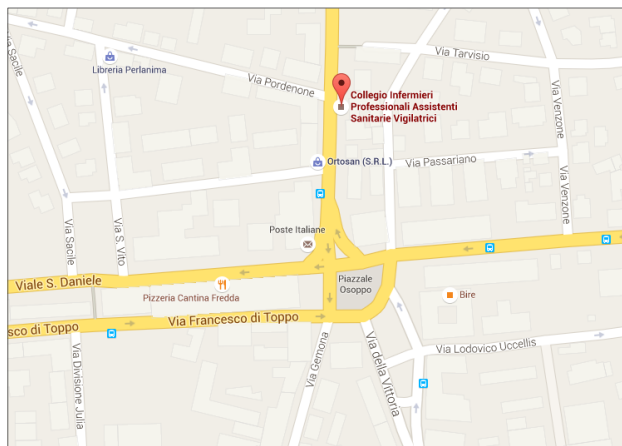 Via Sacile
Via Tarvisio
Libreria Perlanima
Via Pordenone
Collegio Infermieri
Professionali Assistenti
Sanitarie Vigilatrici
Via Venzone
Ortosan (S.R.L.)
Via Passariano
Via Venzone
Via Sacile
Via S. Vito
Poste Italiane
Viale S. Daniele
Pizzeria Cantina Fredda
Piazzale
Osoppo
Bire
sco di Toppo
Via Francesco di Toppo
Via Gemona
Via della Vittoria
Via Lodovico Uccellis
Via Divisione Julia